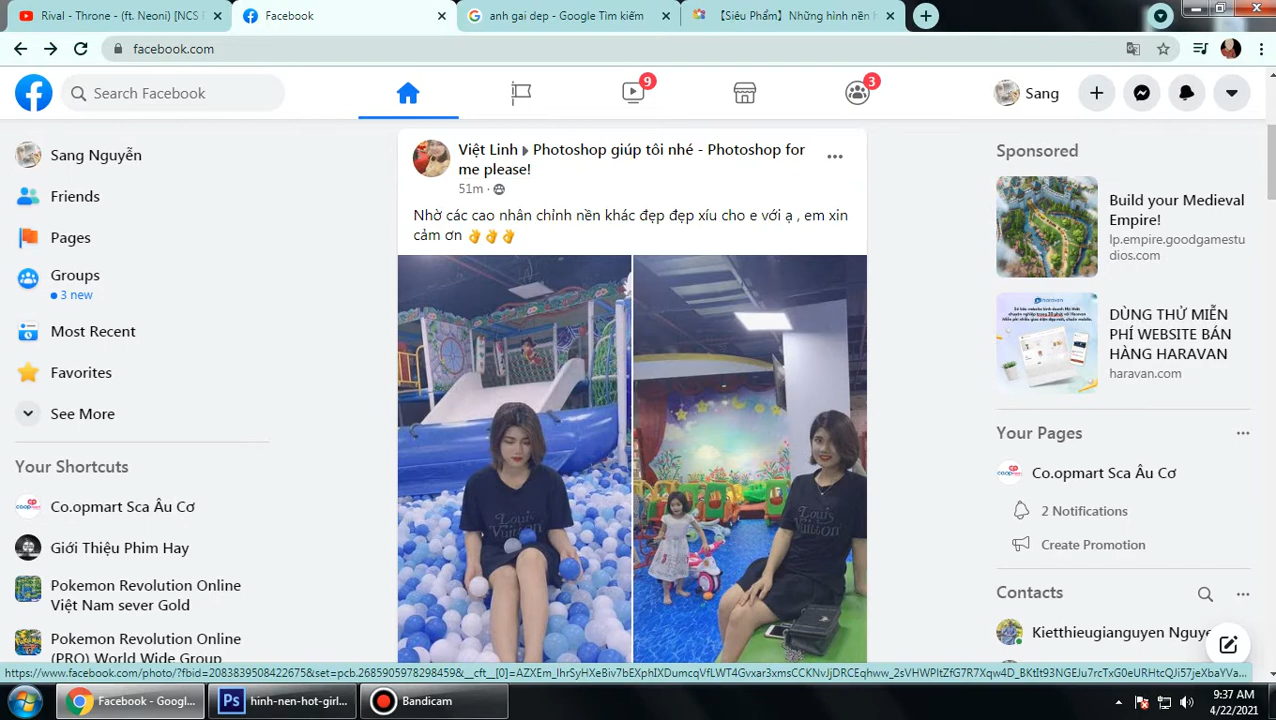 Rival - Throne - (ft. Neoni) [NCS
Facebook
anh gai dep - Google Tìm kiếm
【Siêu Phẩm】Những hình nền h
facebook.com
Search Facebook
9
3
Sang
Sang Nguyễn
Friends
Pages
Groups
3 new
Most Recent
Favorites
See More
Your Shortcuts
Co.opmart Sca Âu Cơ
Giới Thiệu Phim Hay
Pokemon Revolution Online
Việt Nam sever Gold
Pokemon Revolution Online
(PRO) World Wide Group
Việt Linh Photoshop giúp tôi nhé - Photoshop for
me please!
51m ·
Nhờ các cao nhân chỉnh nền khác đẹp đẹp xíu cho e với ạ , em xin
cảm ơn 👌👌👌
Louis
Vuitton
Louis
Vuitton
Sponsored
Build your Medieval
Empire!
lp.empire.goodgamestu
dios.com
haravan
DÙNG THỬ MIỄN
PHÍ WEBSITE BÁN
HÀNG HARAVAN
haravan.com
Your Pages
Co.opmart Sca Âu Cơ
2 Notifications
Create Promotion
Contacts
Kietthieugianguyen Nguye
Facebook - Googl...
Ps hinh-nen-hot-girl...
Bandicam
9:37 AM
4/22/2021